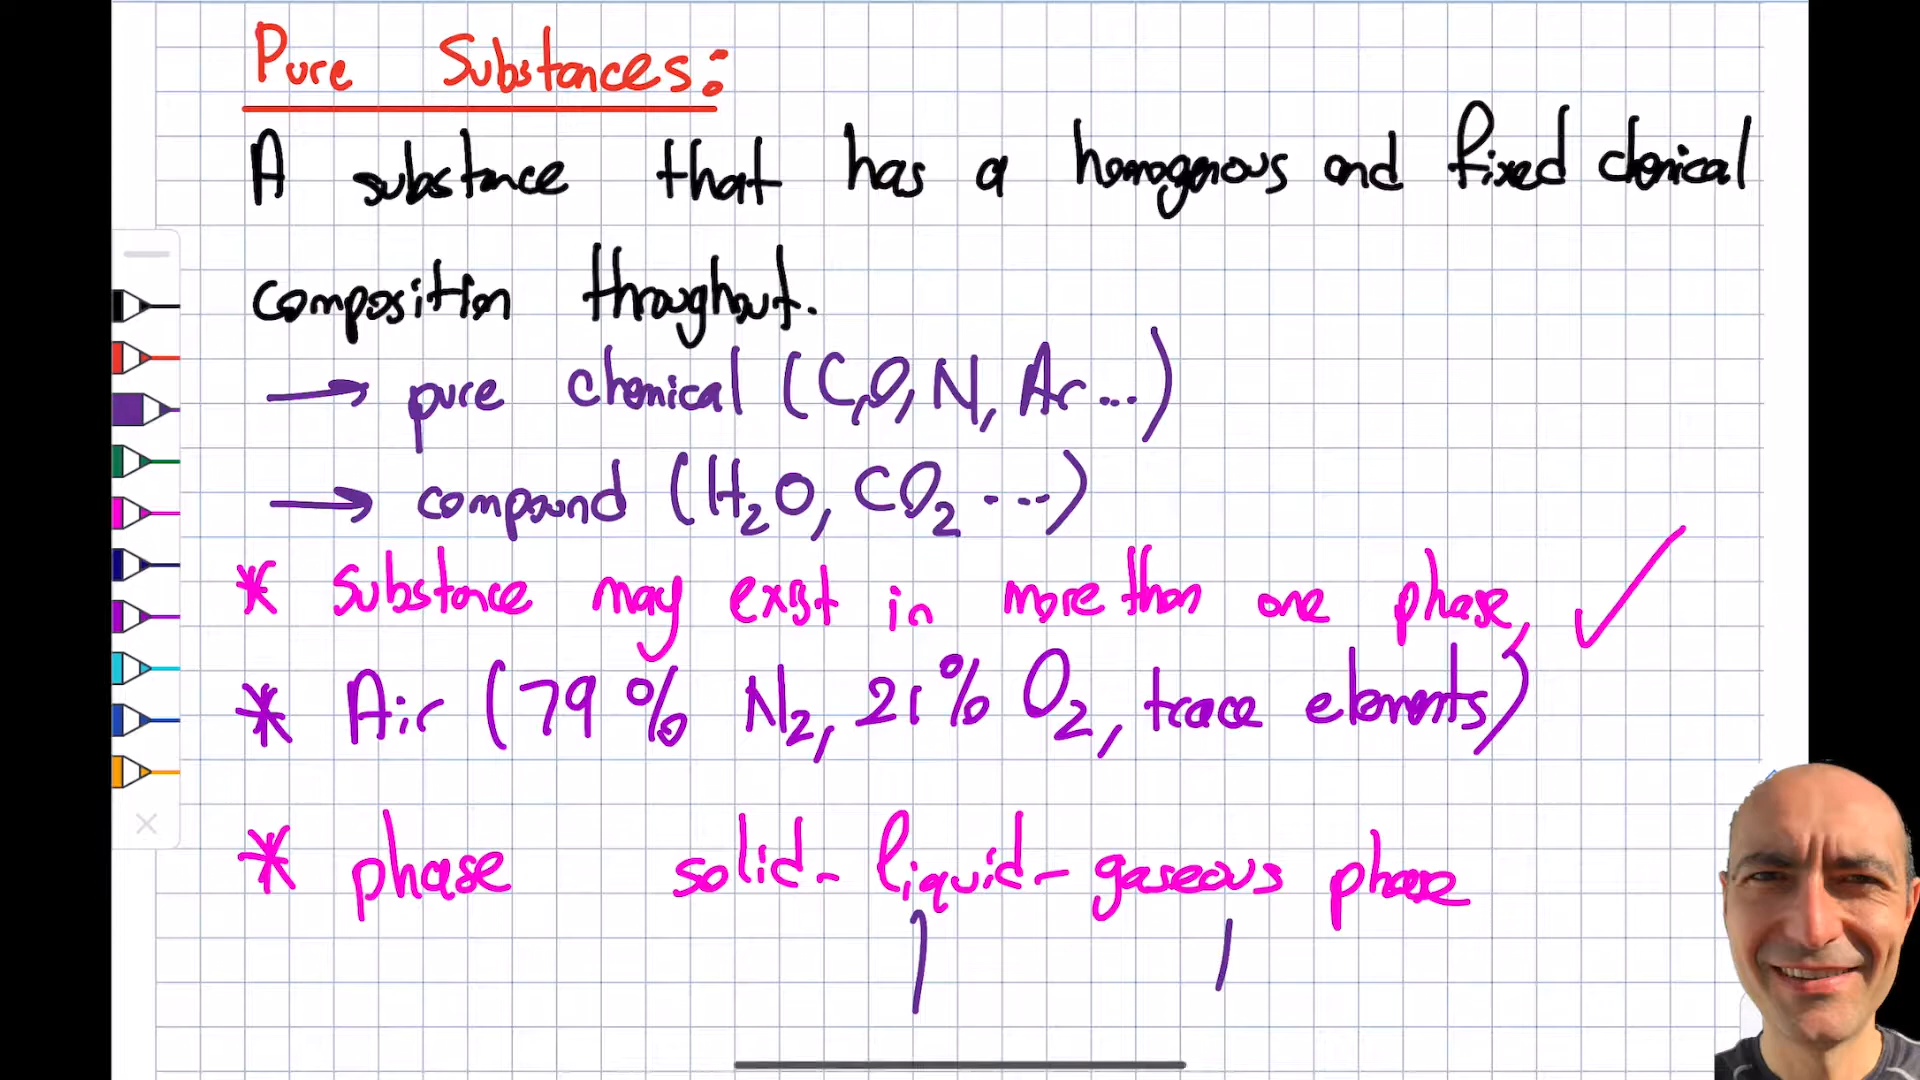 Pure Substances:
A substance that has a homogenous and fixed chemical
composition throughout.
→ pure chemical (C, O, N, Ar...)
→ compound (H₂O, CO₂ ...)
* substance may exist in more than one phase, ✓
* Air (79% N₂, 21% O₂, trace elements)
* phase solid - liquid - gaseous phase